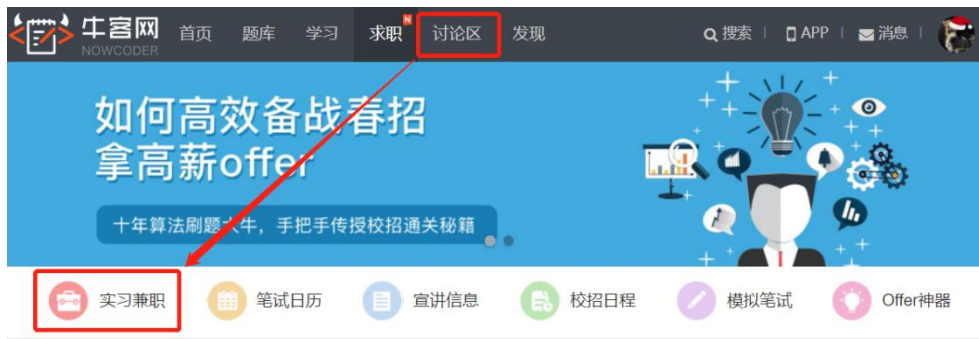 牛客网 首页 题库 学习 求职 N 讨论区 发现 搜索 APP 消息
NOWCODER
如何高效备战春招
拿高薪offer
十年算法刷题大牛，手把手传授校招通关秘籍
实习兼职 笔试日历 宣讲信息 校招日程 模拟笔试 Offer神器